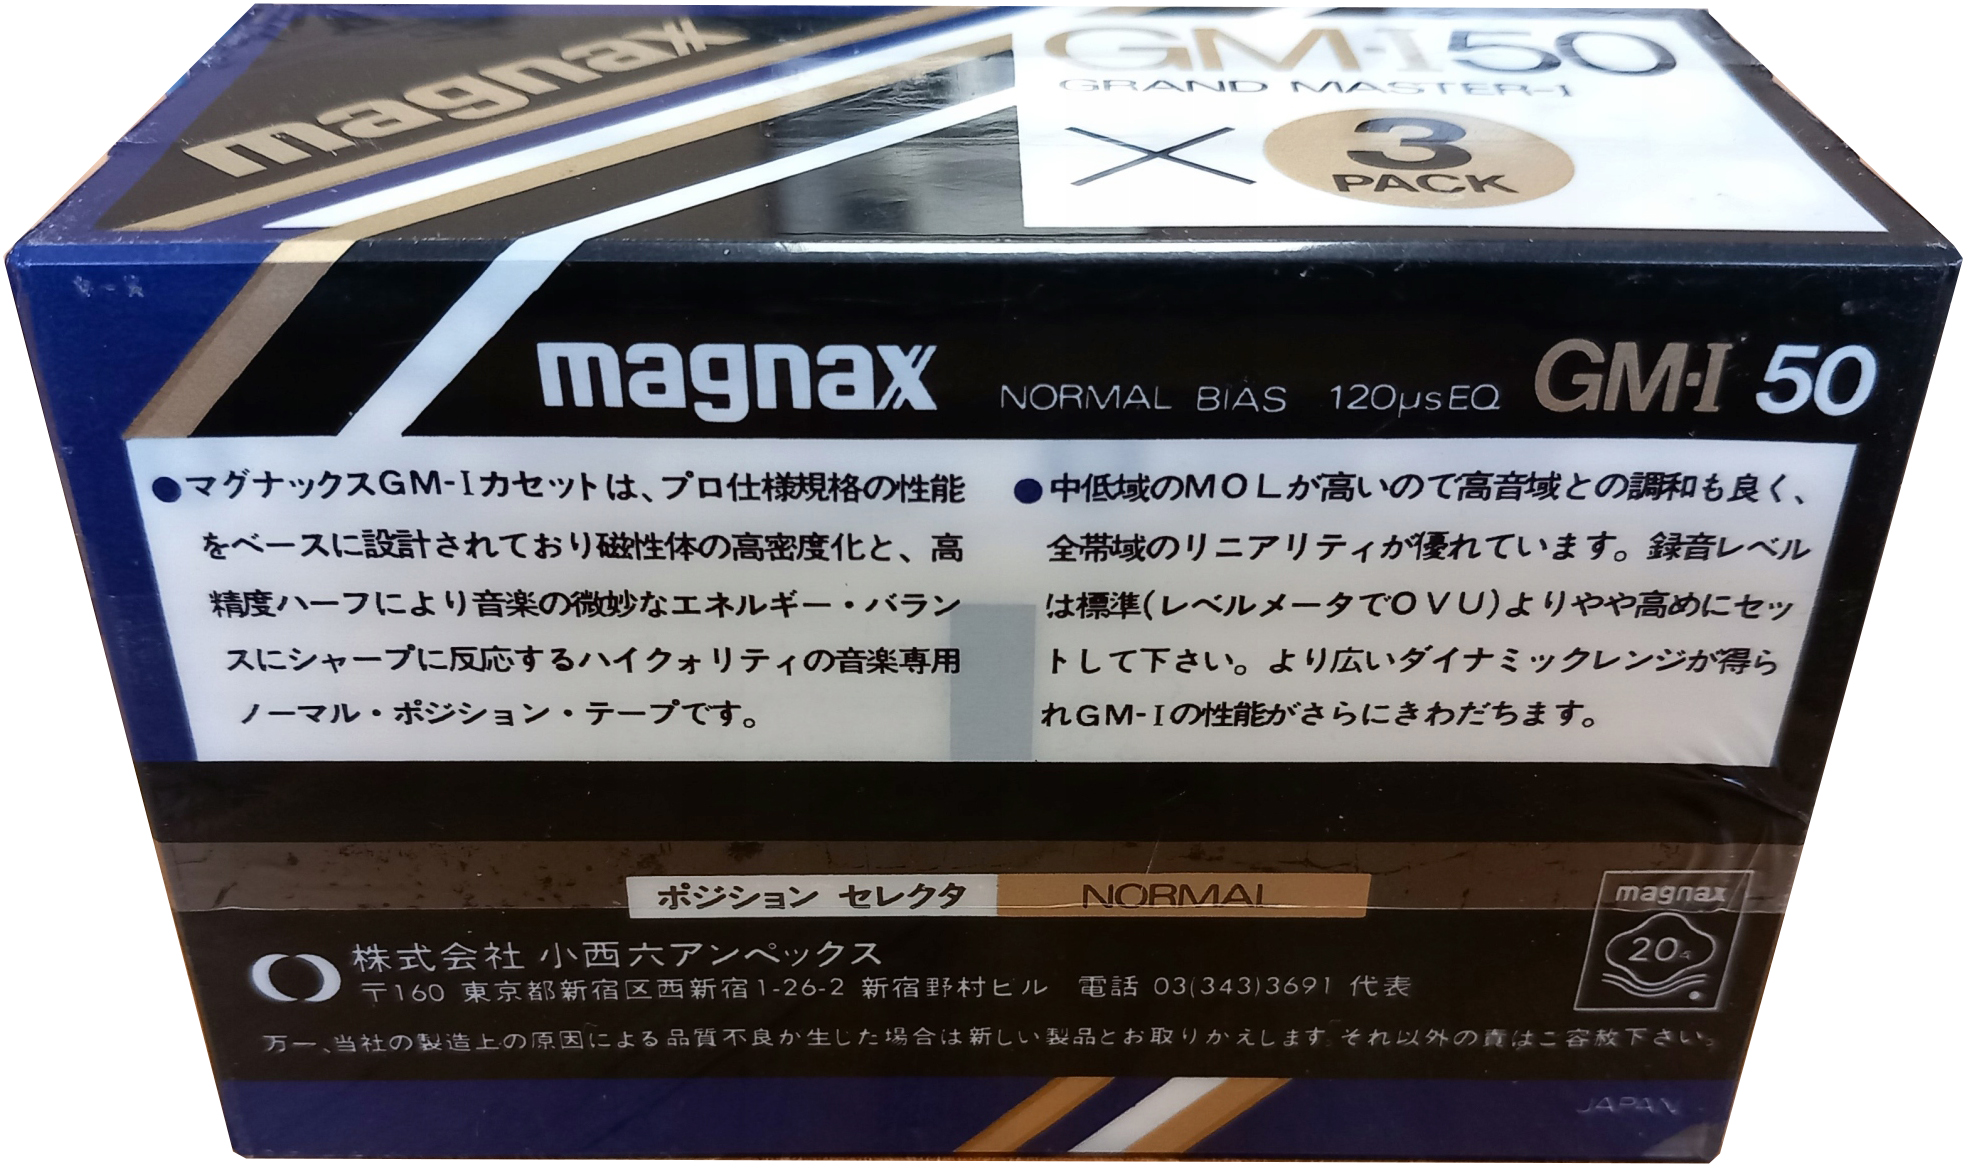 magnax
GM-I50
GRAND MASTER-I
× 3
PACK
magnax NORMAL BIAS 120μsEQ GM-I 50
●マグナックスGM-Iカセットは、プロ仕様規格の性能
をベースに設計されており磁性体の高密度化と、高
精度ハーフにより音楽の微妙なエネルギー・バラン
スにシャープに反応するハイクォリティの音楽専用
ノーマル・ポジション・テープです。
●中低域のMOLが高いので高音域との調和も良く、
全帯域のリニアリティが優れています。録音レベル
は標準(レベルメータでOVU)よりやや高めにセッ
トして下さい。より広いダイナミックレンジが得ら
れGM-Iの性能がさらにきわだちます。
ポジション セレクタ NORMAL
magnax
20
株式会社 小西六アンペックス
〒160 東京都新宿区西新宿1-26-2 新宿野村ビル 電話 03(343)3691 代表
万一、当社の製造上の原因による品質不良が生じた場合は新しい製品とお取りかえします それ以外の責はご容赦下さい。
JAPAN